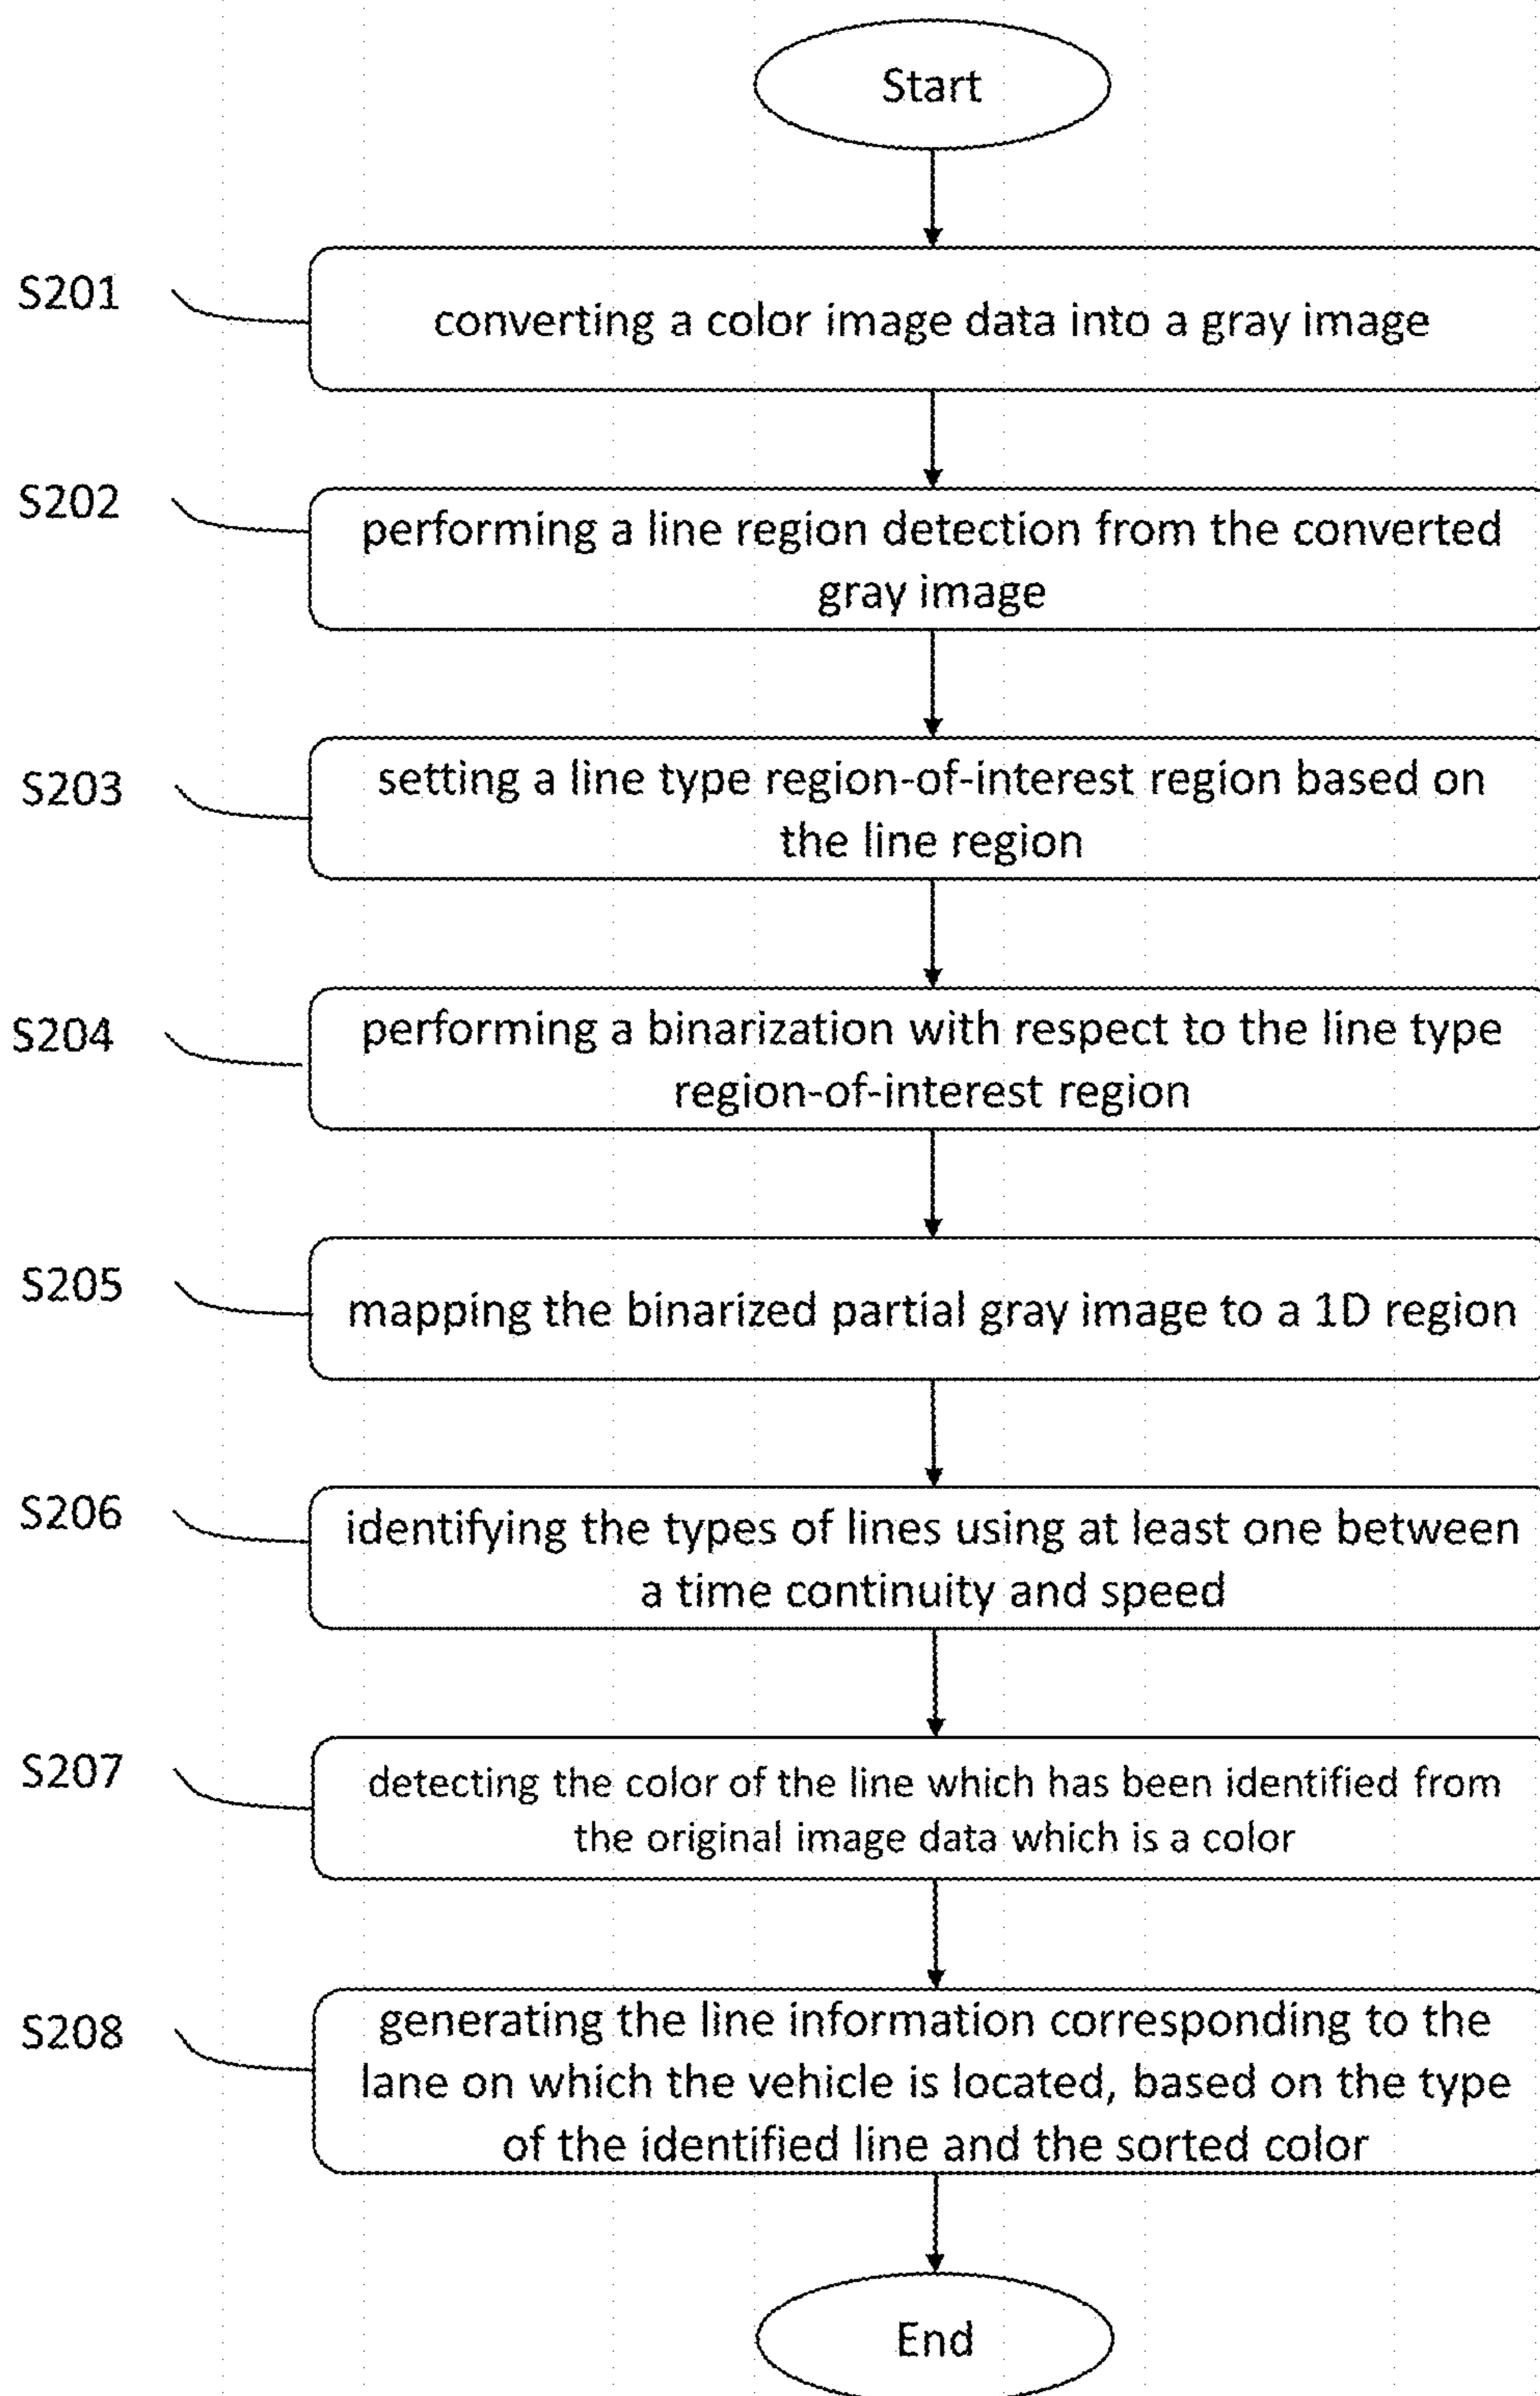 Start
S201
converting a color image data into a gray image
S202
performing a line region detection from the converted
gray image
S203
setting a line type region-of-interest region based on
the line region
S204
performing a binarization with respect to the line type
region-of-interest region
S205
mapping the binarized partial gray image to a 1D region
S206
identifying the types of lines using at least one between
a time continuity and speed
S207
detecting the color of the line which has been identified from
the original image data which is a color
S208
generating the line information corresponding to the
lane on which the vehicle is located, based on the type
of the identified line and the sorted color
End